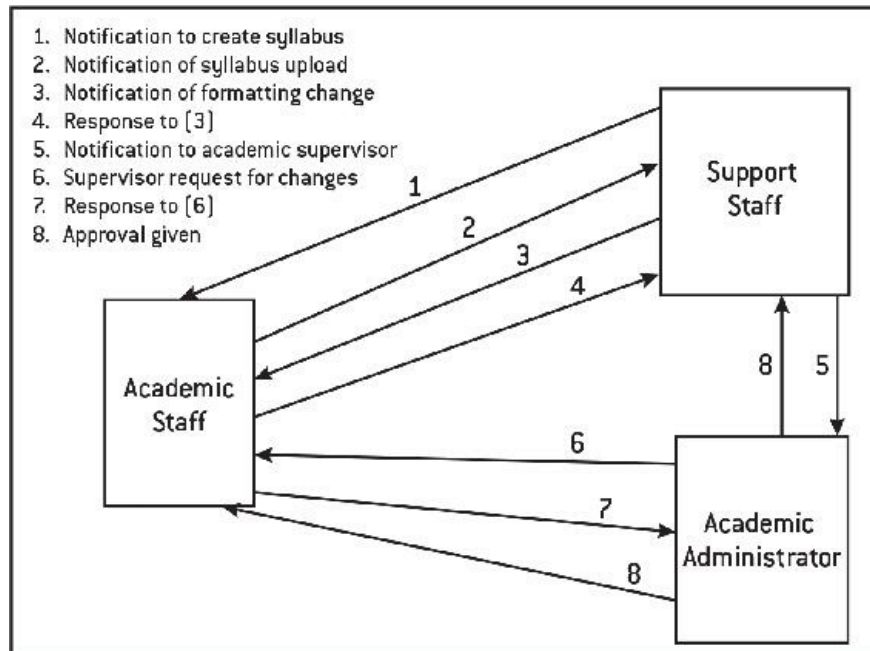 1. Notification to create syllabus
2. Notification of syllabus upload
3. Notification of formatting change
4. Response to (3)
5. Notification to academic supervisor
6. Supervisor request for changes
7. Response to (6)
8. Approval given
Support
Staff
1
2
3
4
Academic
Staff
8
5
6
7
8
Academic
Administrator